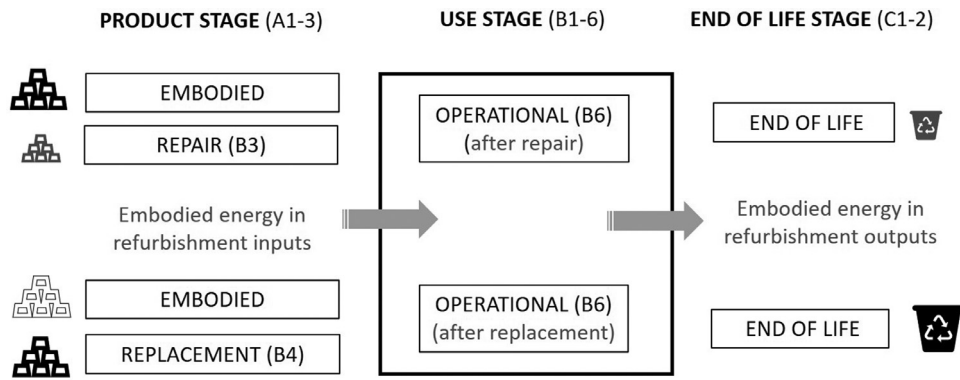 PRODUCT STAGE (A1-3)
USE STAGE (B1-6)
END OF LIFE STAGE (C1-2)
EMBODIED
REPAIR (B3)
OPERATIONAL (B6)
(after repair)
END OF LIFE
Embodied energy in
refurbishment inputs
Embodied energy in
refurbishment outputs
EMBODIED
REPLACEMENT (B4)
OPERATIONAL (B6)
(after replacement)
END OF LIFE